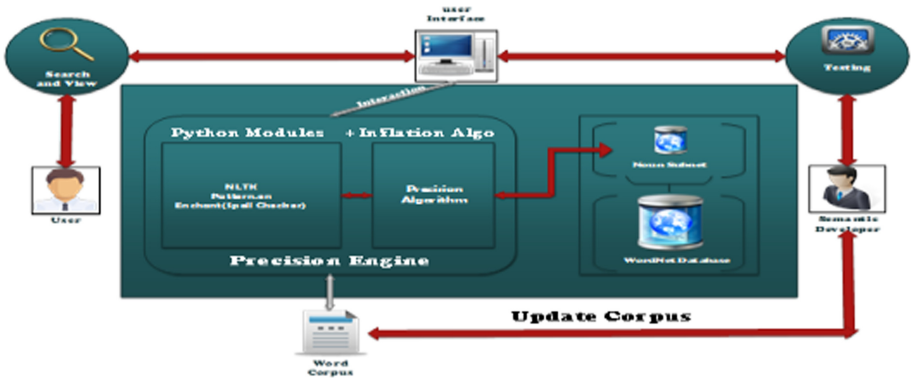 user
Interface
Search
and View
Testing
Interaction
Python Modules + Inflation Algo
NLTK
Pattern.en
Enchant(Spell Checker)
Precision
Algorithm
Noun Subnet
WordNet Database
Precision Engine
User
Semantic
Developer
Update Corpus
Word
Corpus